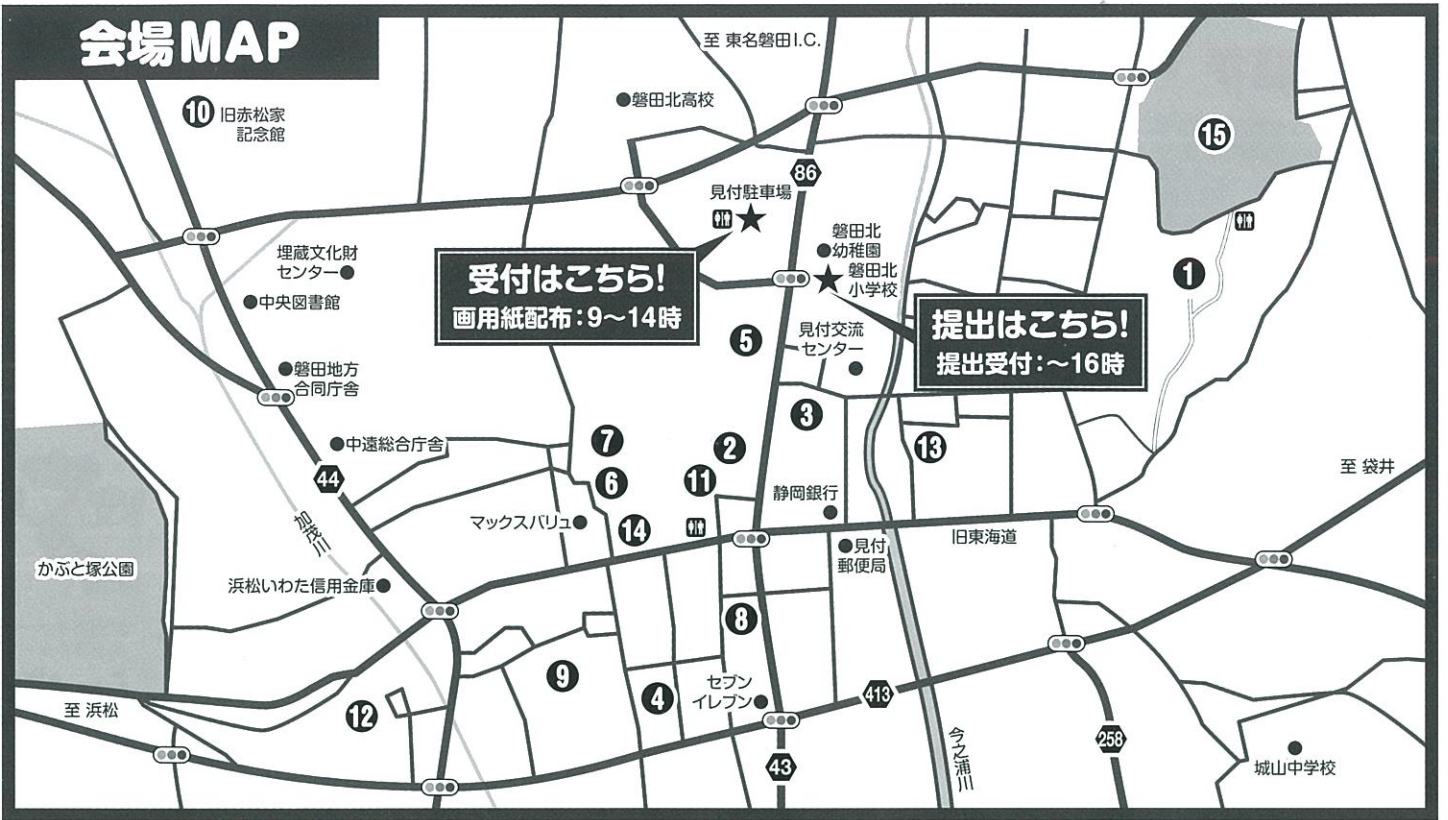 会場MAP
至 東名磐田I.C.
磐田北高校
10
旧赤松家
記念館
15
86
見付駐車場
磐田北
幼稚園
磐田北
小学校
埋蔵文化財
センター
中央図書館
受付はこちら!
画用紙配布:9〜14時
1
提出はこちら!
提出受付:〜16時
5
見付交流
センター
磐田地方
合同庁舎
3
中遠総合庁舎
7
2
13
44
6
11
静岡銀行
至 袋井
加茂川
マックスバリュ
14
旧東海道
見付
郵便局
かぶと塚公園
浜松いわた信用金庫
8
9
4
セブン
イレブン
413
至 浜松
12
43
今之浦川
258
城山中学校